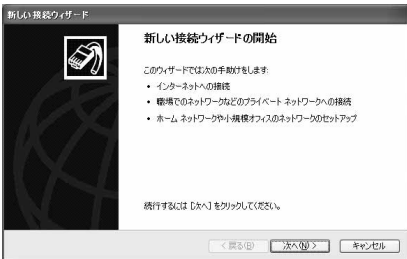 新しい接続ウィザード
新しい接続ウィザードの開始
このウィザードでは次の手助けをします:
• インターネットへの接続
• 職場でのネットワークなどのプライベート ネットワークへの接続
• ホーム ネットワークや小規模オフィスのネットワークのセットアップ
続行するには [次へ] をクリックしてください。
< 戻る(B)
次へ(N) >
キャンセル